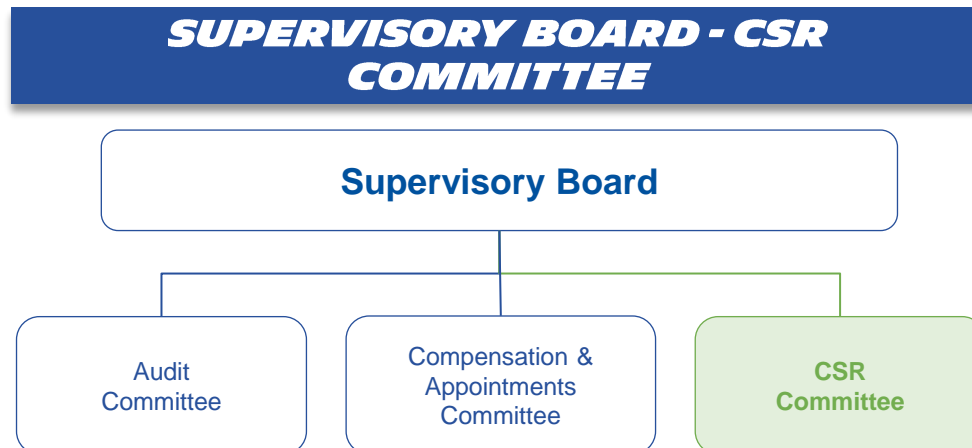 SUPERVISORY BOARD - CSR
COMMITTEE
Supervisory Board
Audit
Committee
Compensation &
Appointments
Committee
CSR
Committee